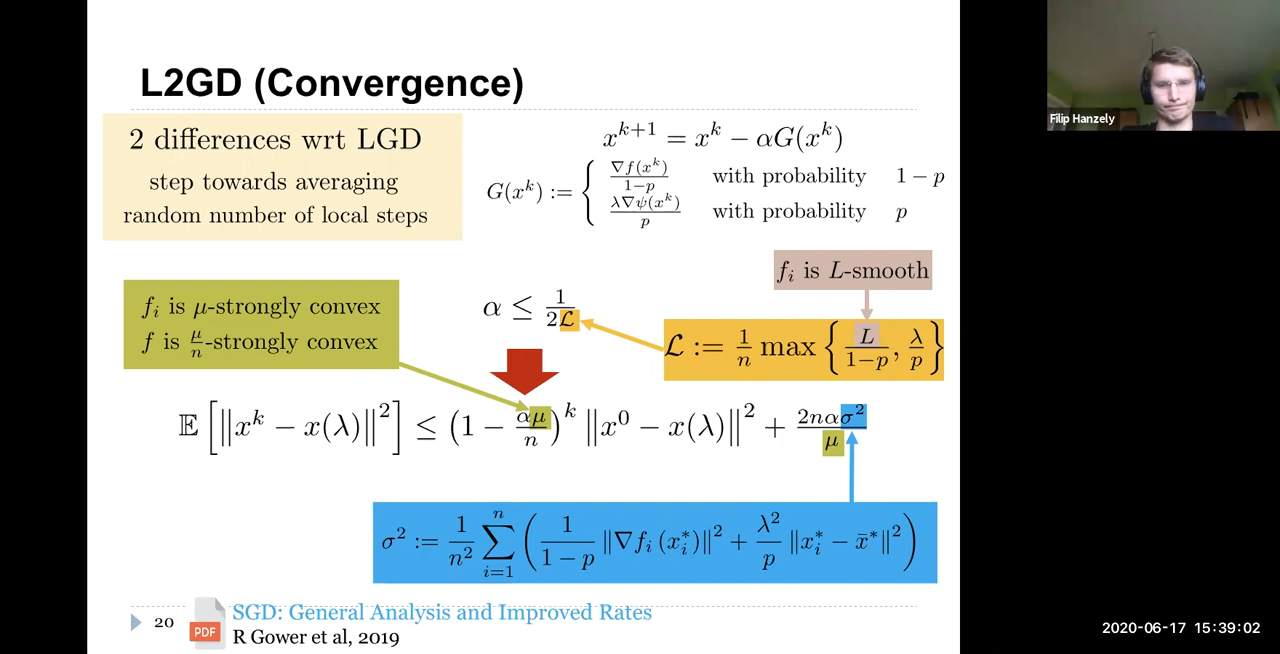 L2GD (Convergence)
2 differences wrt LGD
step towards averaging
random number of local steps
x^{k+1} = x^k − αG(x^k)
G(x^k) := { ∇f(x^k)/(1−p) with probability 1 − p
λ∇ψ(x^k)/p with probability p
f_i is L-smooth
f_i is μ-strongly convex
f is μ/n-strongly convex
α ≤ 1/(2ℒ)
ℒ := 1/n max { L/(1−p), λ/p }
𝔼[‖x^k − x(λ)‖²] ≤ (1 − αμ/n)^k ‖x^0 − x(λ)‖² + 2nασ²/μ
σ² := 1/n² ∑_{i=1}^{n} ( 1/(1−p) ‖∇f_i(x_i^*)‖² + λ²/p ‖x_i^* − x̄^*‖² )
20
PDF
SGD: General Analysis and Improved Rates
R Gower et al, 2019
Filip Hanzely
2020-06-17 15:39:02